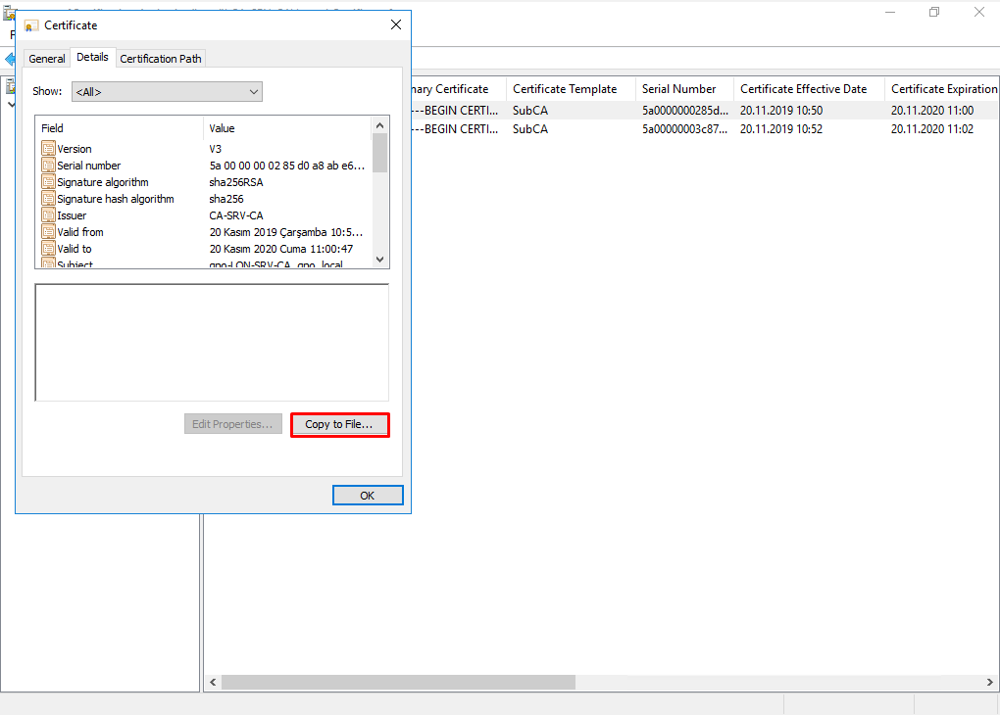 Certificate
General Details Certification Path
Show: <All>
Field Value
Version V3
Serial number 5a 00 00 00 02 85 d0 a8 ab e6...
Signature algorithm sha256RSA
Signature hash algorithm sha256
Issuer CA-SRV-CA
Valid from 20 Kasım 2019 Çarşamba 10:5...
Valid to 20 Kasım 2020 Cuma 11:00:47
Subject gpo-LON-SRV-CA, gpo, local
Edit Properties...
Copy to File...
OK
nary Certificate Certificate Template Serial Number Certificate Effective Date Certificate Expiration
---BEGIN CERTI... SubCA 5a0000000285d... 20.11.2019 10:50 20.11.2020 11:00
---BEGIN CERTI... SubCA 5a00000003c87... 20.11.2019 10:52 20.11.2020 11:02